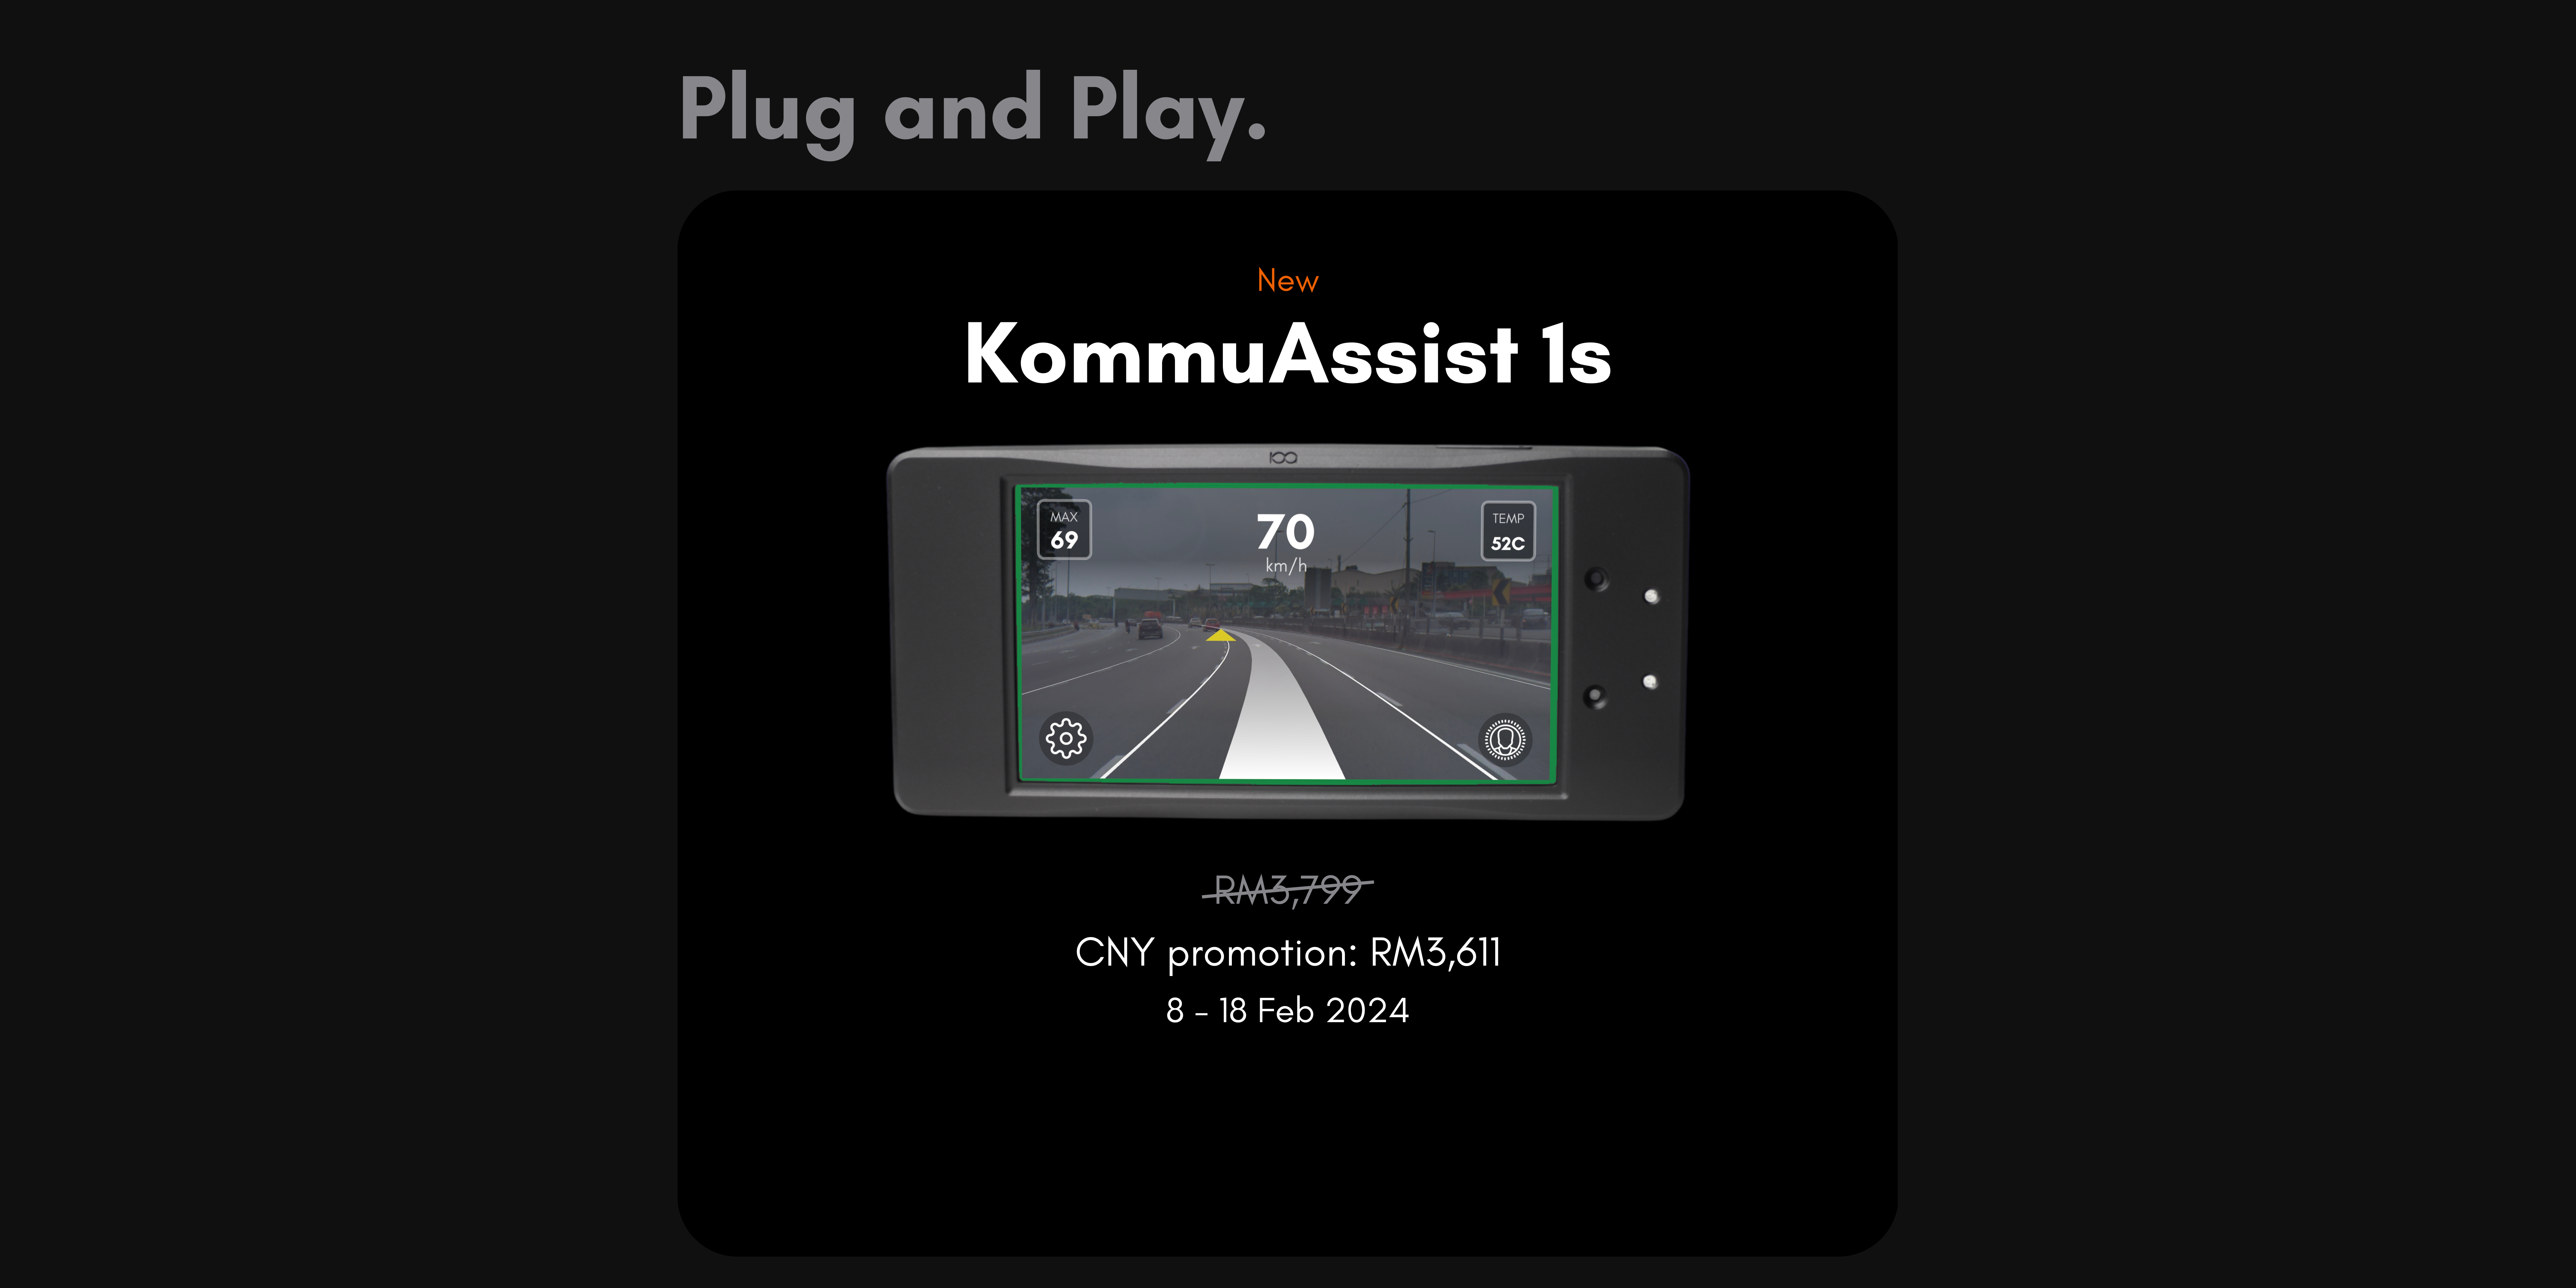 Plug and Play.
New
KommuAssist 1s
MAX
69
70
km/h
TEMP
52C
RM3,799
CNY promotion: RM3,611
8 - 18 Feb 2024